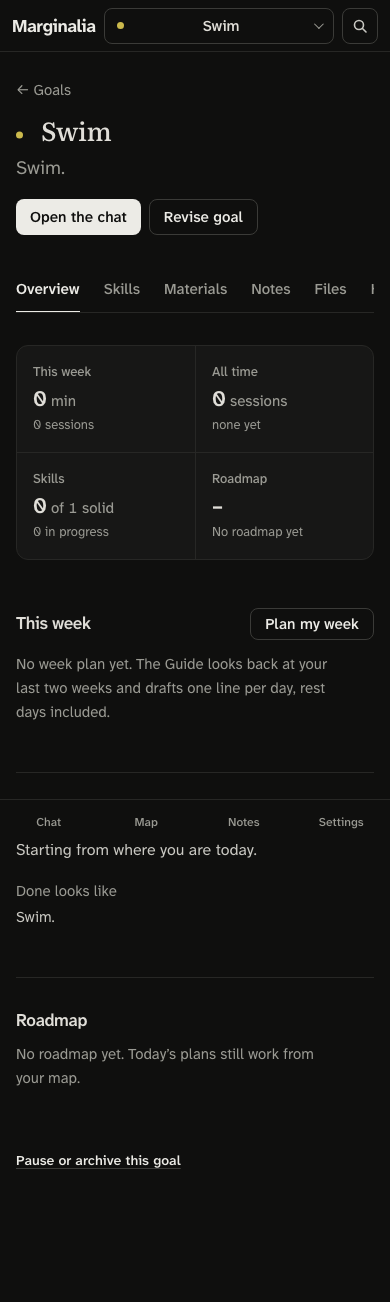 Marginalia
Swim
← Goals
Swim
Swim.
Open the chat
Revise goal
Overview
Skills
Materials
Notes
Files
This week
0 min
0 sessions
All time
0 sessions
none yet
Skills
0 of 1 solid
0 in progress
Roadmap
–
No roadmap yet
This week
Plan my week
No week plan yet. The Guide looks back at your
last two weeks and drafts one line per day, rest
days included.
Chat
Map
Notes
Settings
Starting from where you are today.
Done looks like
Swim.
Roadmap
No roadmap yet. Today's plans still work from
your map.
Pause or archive this goal